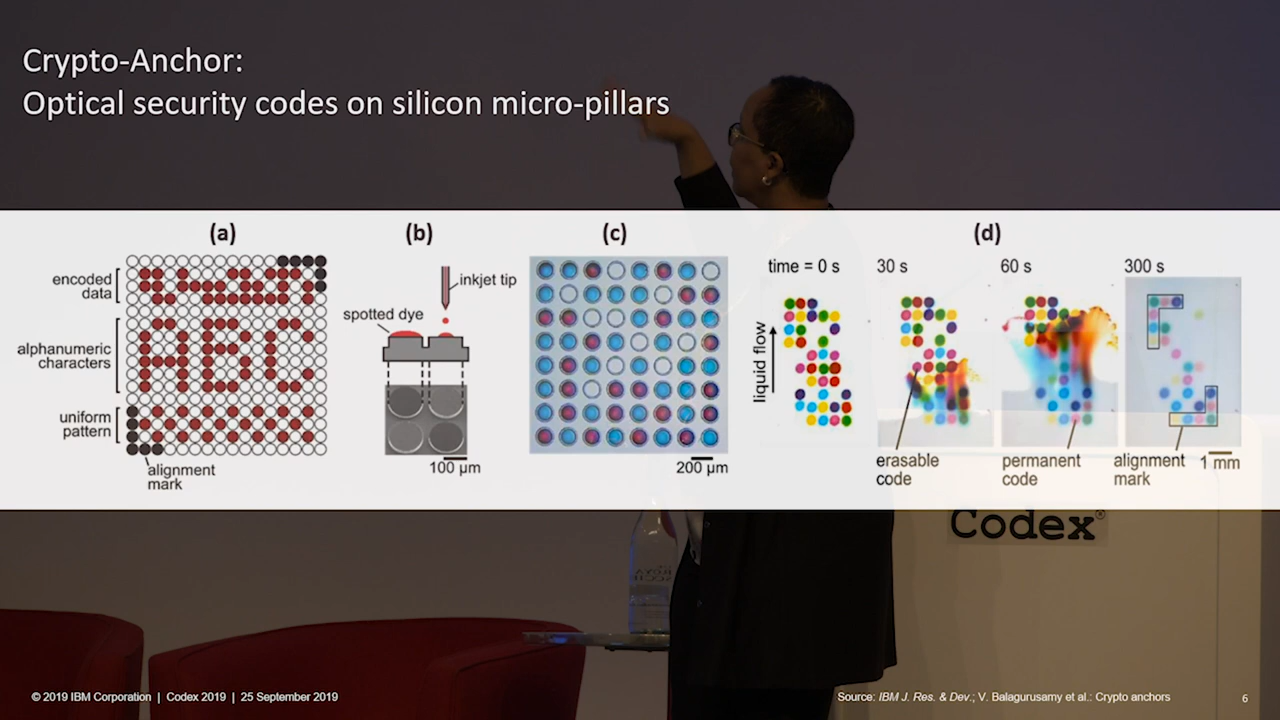 Crypto-Anchor:
Optical security codes on silicon micro-pillars
(a)
encoded
data
alphanumeric
characters
ABC
uniform
pattern
alignment
mark
(b)
inkjet tip
spotted dye
100 µm
(c)
200 µm
(d)
time = 0 s
30 s
60 s
300 s
liquid flow
erasable
code
permanent
code
alignment
mark
1 mm
Codex®
© 2019 IBM Corporation | Codex 2019 | 25 September 2019
Source: IBM J. Res. & Dev.; V. Balagurusamy et al.: Crypto anchors
6